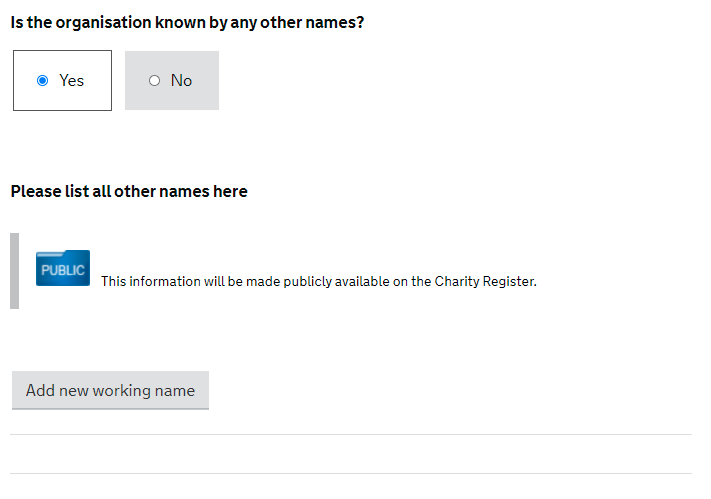 Is the organisation known by any other names?
Yes
No
Please list all other names here
PUBLIC
This information will be made publicly available on the Charity Register.
Add new working name